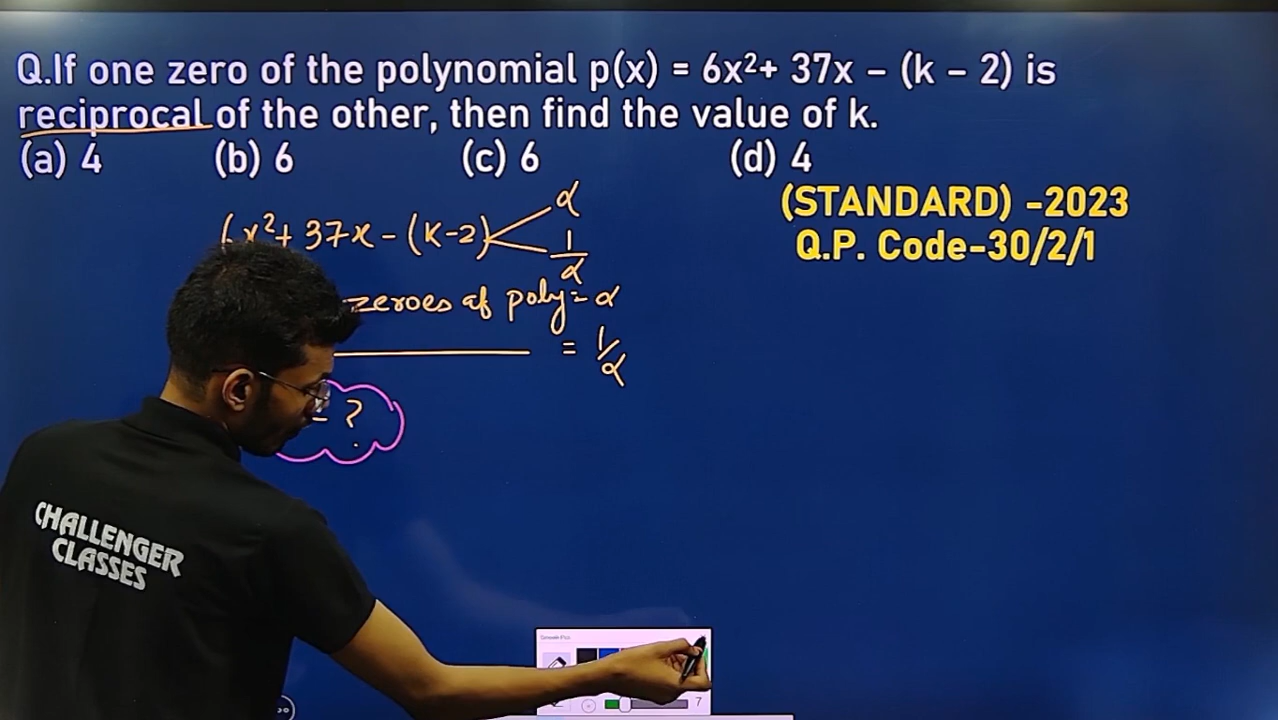 Q.If one zero of the polynomial p(x) = 6x²+ 37x – (k – 2) is
reciprocal of the other, then find the value of k.
(a) 4 (b) 6 (c) 6 (d) 4
(STANDARD) -2023
Q.P. Code-30/2/1
x²+ 37x - (K-2) α
1/α
zeroes of poly = α
= 1/α
- ?
CHALLENGER
CLASSES
7